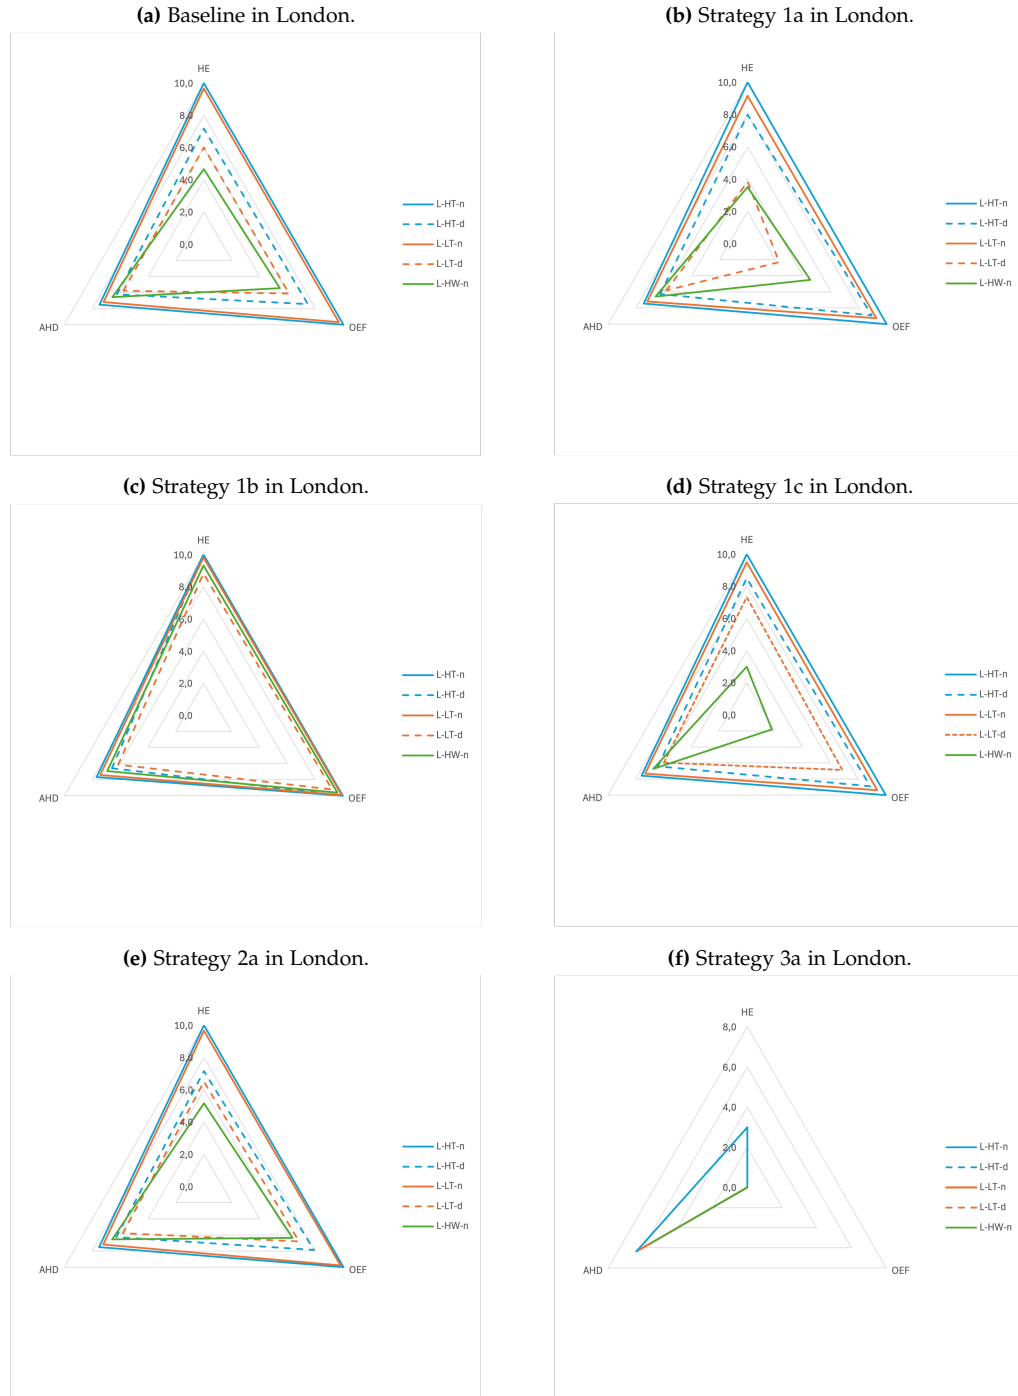 (a) Baseline in London.
(b) Strategy 1a in London.
HE
10,0
8,0
6,0
4,0
2,0
0,0
AHD
OEF
L-HT-n
L-HT-d
L-LT-n
L-LT-d
L-HW-n
HE
10,0
8,0
6,0
4,0
2,0
0,0
AHD
OEF
L-HT-n
L-HT-d
L-LT-n
L-LT-d
L-HW-n
(c) Strategy 1b in London.
(d) Strategy 1c in London.
HE
10,0
8,0
6,0
4,0
2,0
0,0
AHD
OEF
L-HT-n
L-HT-d
L-LT-n
L-LT-d
L-HW-n
HE
10,0
8,0
6,0
4,0
2,0
0,0
AHD
OEF
L-HT-n
L-HT-d
L-LT-n
L-LT-d
L-HW-n
(e) Strategy 2a in London.
(f) Strategy 3a in London.
HE
10,0
8,0
6,0
4,0
2,0
0,0
AHD
OEF
L-HT-n
L-HT-d
L-LT-n
L-LT-d
L-HW-n
HE
8,0
6,0
4,0
2,0
0,0
AHD
OEF
L-HT-n
L-HT-d
L-LT-n
L-LT-d
L-HW-n